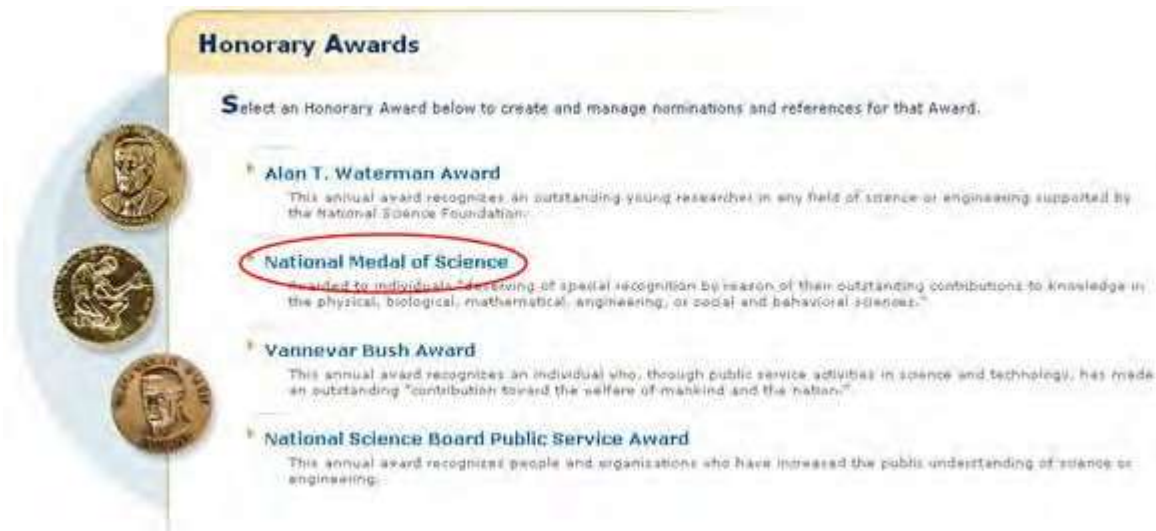 Honorary Awards
Select an Honorary Award below to create and manage nominations and references for that Award.
Alan T. Waterman Award
This annual award recognizes an outstanding young researcher in any field of science or engineering supported by
the National Science Foundation.
National Medal of Science
Awarded to individuals "deserving of special recognition by reason of their outstanding contributions to knowledge in
the physical, biological, mathematical, engineering, or social and behavioral sciences."
Vannevar Bush Award
This annual award recognizes an individual who, through public service activities in science and technology, has made
an outstanding "contribution toward the welfare of mankind and the nation."
National Science Board Public Service Award
This annual award recognizes people and organizations who have increased the public understanding of science or
engineering.